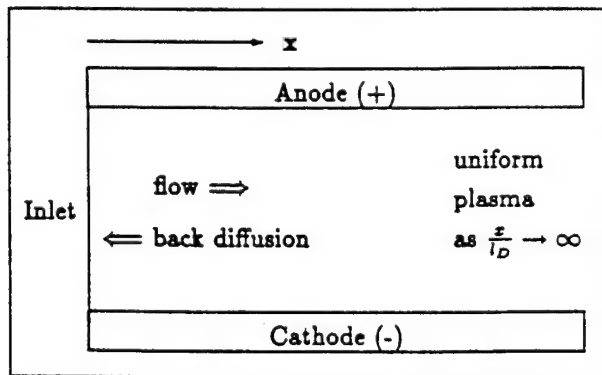 x
Anode (+)
uniform
flow ⟹
plasma
Inlet
⟸ back diffusion
as x/l_D → ∞
Cathode (-)